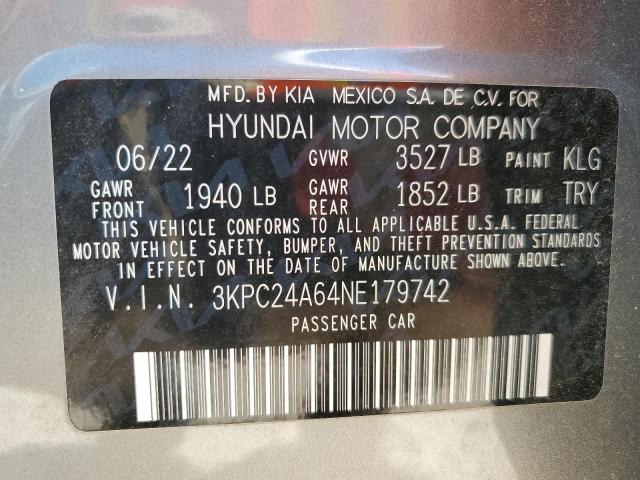 MFD. BY KIA MEXICO S.A. DE C.V. FOR
HYUNDAI MOTOR COMPANY
06/22 GVWR 3527 LB PAINT KLG
GAWR FRONT 1940 LB GAWR REAR 1852 LB TRIM TRY
THIS VEHICLE CONFORMS TO ALL APPLICABLE U.S.A. FEDERAL
MOTOR VEHICLE SAFETY, BUMPER, AND THEFT PREVENTION STANDARDS
IN EFFECT ON THE DATE OF MANUFACTURE SHOWN ABOVE.
V.I.N. 3KPC24A64NE179742
PASSENGER CAR